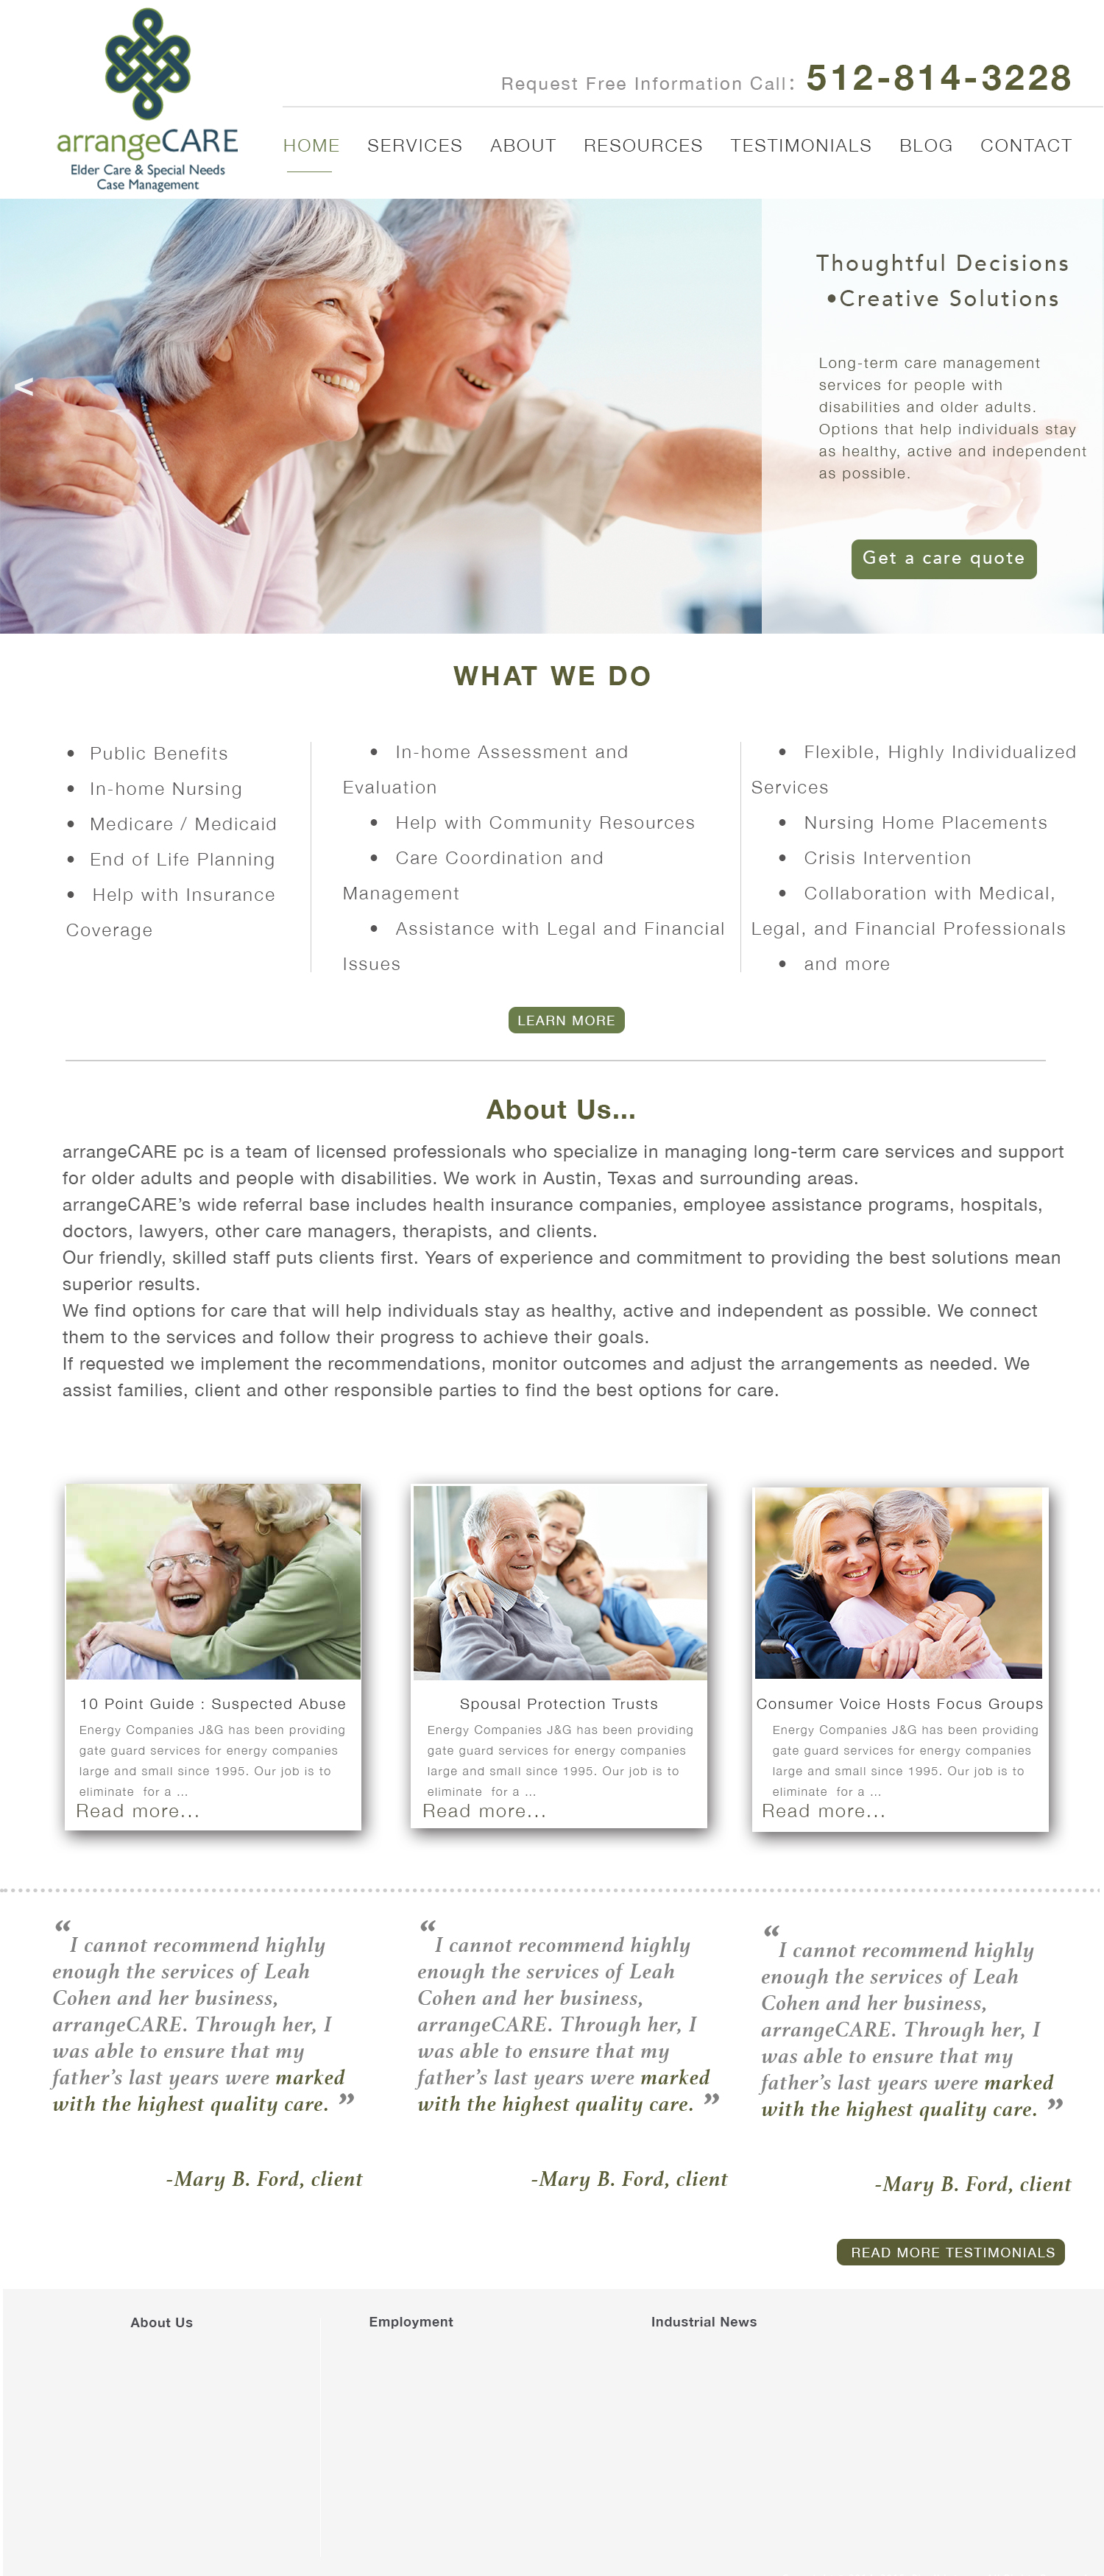 arrangeCARE
Elder Care & Special Needs
Case Management
Request Free Information Call: 512-814-3228
HOME SERVICES ABOUT RESOURCES TESTIMONIALS BLOG CONTACT
<
Thoughtful Decisions
•Creative Solutions
Long-term care management
services for people with
disabilities and older adults.
Options that help individuals stay
as healthy, active and independent
as possible.
Get a care quote
WHAT WE DO
• Public Benefits
• In-home Nursing
• Medicare / Medicaid
• End of Life Planning
• Help with Insurance
Coverage
• In-home Assessment and
Evaluation
• Help with Community Resources
• Care Coordination and
Management
• Assistance with Legal and Financial
Issues
• Flexible, Highly Individualized
Services
• Nursing Home Placements
• Crisis Intervention
• Collaboration with Medical,
Legal, and Financial Professionals
• and more
LEARN MORE
About Us...
arrangeCARE pc is a team of licensed professionals who specialize in managing long-term care services and support
for older adults and people with disabilities. We work in Austin, Texas and surrounding areas.
arrangeCARE’s wide referral base includes health insurance companies, employee assistance programs, hospitals,
doctors, lawyers, other care managers, therapists, and clients.
Our friendly, skilled staff puts clients first. Years of experience and commitment to providing the best solutions mean
superior results.
We find options for care that will help individuals stay as healthy, active and independent as possible. We connect
them to the services and follow their progress to achieve their goals.
If requested we implement the recommendations, monitor outcomes and adjust the arrangements as needed. We
assist families, client and other responsible parties to find the best options for care.
10 Point Guide : Suspected Abuse
Energy Companies J&G has been providing
gate guard services for energy companies
large and small since 1995. Our job is to
eliminate for a ...
Read more...
Spousal Protection Trusts
Energy Companies J&G has been providing
gate guard services for energy companies
large and small since 1995. Our job is to
eliminate for a ...
Read more...
Consumer Voice Hosts Focus Groups
Energy Companies J&G has been providing
gate guard services for energy companies
large and small since 1995. Our job is to
eliminate for a ...
Read more...
“I cannot recommend highly
enough the services of Leah
Cohen and her business,
arrangeCARE. Through her, I
was able to ensure that my
father’s last years were marked
with the highest quality care. ”
-Mary B. Ford, client
“I cannot recommend highly
enough the services of Leah
Cohen and her business,
arrangeCARE. Through her, I
was able to ensure that my
father’s last years were marked
with the highest quality care. ”
-Mary B. Ford, client
“I cannot recommend highly
enough the services of Leah
Cohen and her business,
arrangeCARE. Through her, I
was able to ensure that my
father’s last years were marked
with the highest quality care. ”
-Mary B. Ford, client
READ MORE TESTIMONIALS
About Us
Employment
Industrial News